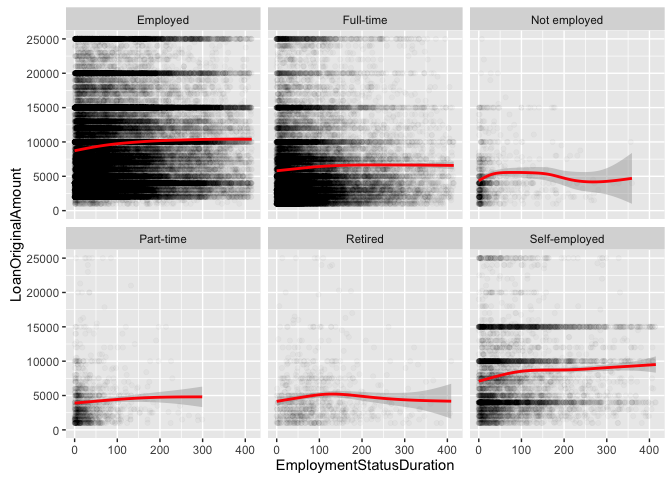 Employed Full-time Not employed
25000
20000
15000
10000
5000
0
Part-time Retired Self-employed
25000
20000
15000
10000
5000
0
0 100 200 300 400 0 100 200 300 400 0 100 200 300 400
EmploymentStatusDuration
LoanOriginalAmount